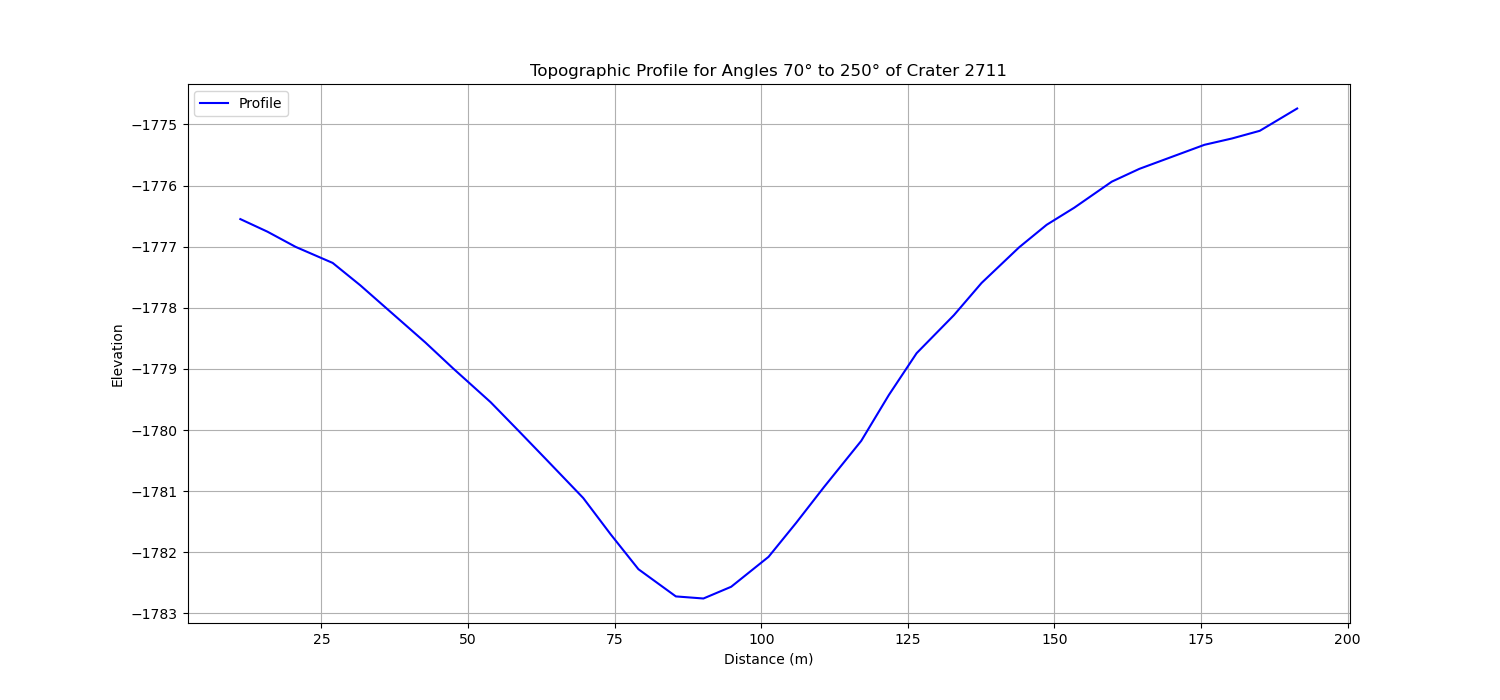 Topographic Profile for Angles 70° to 250° of Crater 2711
Profile
−1775
−1776
−1777
−1778
−1779
−1780
−1781
−1782
−1783
Elevation
25 50 75 100 125 150 175 200
Distance (m)